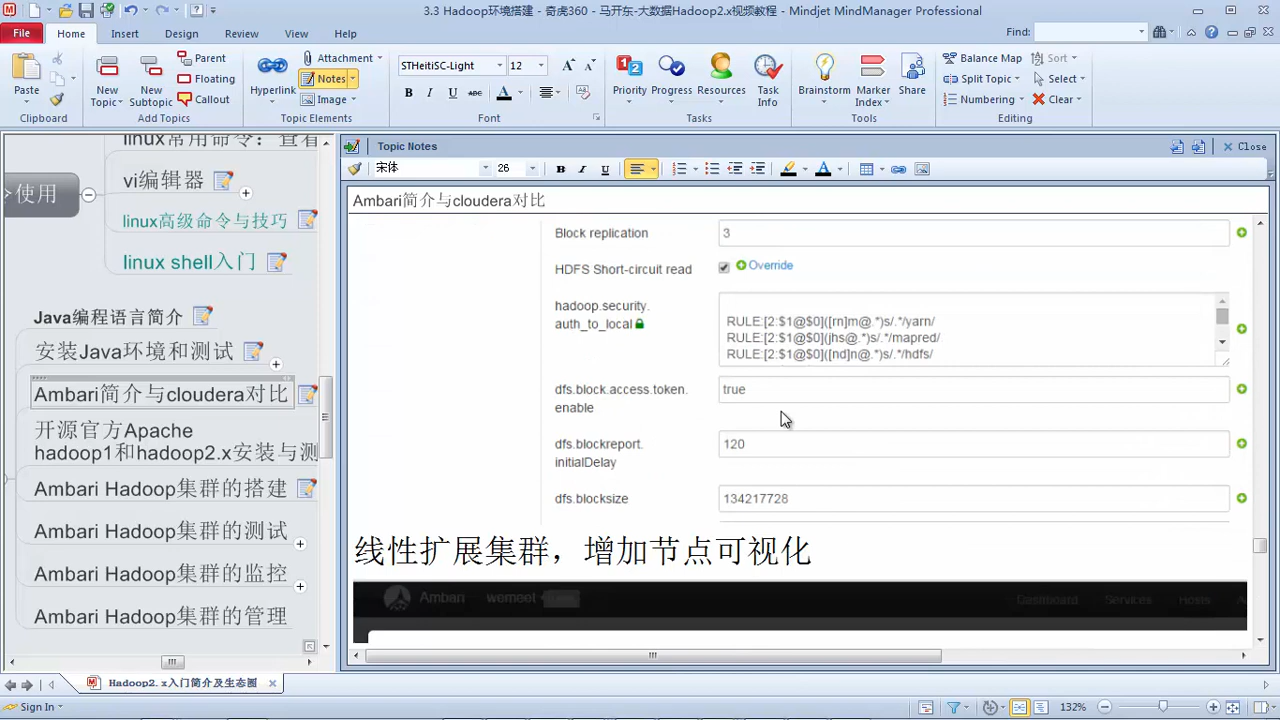 3.3 Hadoop环境搭建 - 奇虎360 - 马开东-大数据Hadoop2.x视频教程 - Mindjet MindManager Professional
File Home Insert Design Review View Help Find:
Paste
Clipboard
New Topic
New Subtopic
Parent
Floating
Callout
Add Topics
Hyperlink
Attachment
Notes
Image
Topic Elements
STHeitiSC-Light 12
Font
Priority
Progress
Resources
Task Info
Tasks
Brainstorm
Marker Index
Share
Tools
Balance Map
Sort
Split Topic
Select
Numbering
Clear
Editing
使用
linux常用命令：查看
vi编辑器
linux高级命令与技巧
linux shell入门
Java编程语言简介
安装Java环境和测试
Ambari简介与cloudera对比
开源官方Apache
hadoop1和hadoop2.x安装与测
Ambari Hadoop集群的搭建
Ambari Hadoop集群的测试
Ambari Hadoop集群的监控
Ambari Hadoop集群的管理
Topic Notes
Close
宋体 26
Ambari简介与cloudera对比
Block replication 3
HDFS Short-circuit read Override
hadoop.security.
auth_to_local
RULE:[2:$1@$0]([rn]m@.*)s/.*/yarn/
RULE:[2:$1@$0](jhs@.*)s/.*/mapred/
RULE:[2:$1@$0]([nd]n@.*)s/.*/hdfs/
dfs.block.access.token.
enable
true
dfs.blockreport.
initialDelay
120
dfs.blocksize 134217728
线性扩展集群，增加节点可视化
Ambari wemeet Dashboard Services Hosts
Hadoop2.x入门简介及生态圈
Sign In
132%